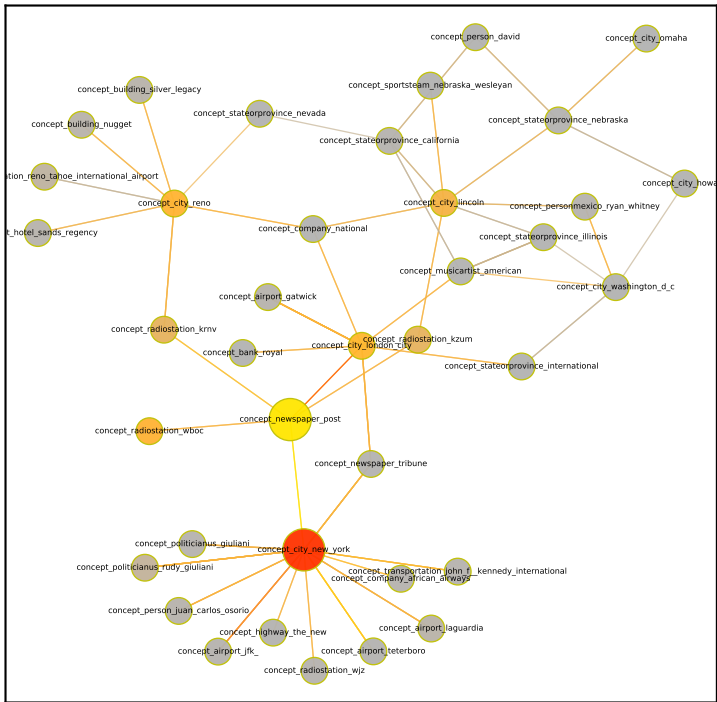 concept_person_david
concept_city_omaha
concept_building_silver_legacy
concept_sportsteam_nebraska_wesleyan
concept_building_nugget
concept_stateorprovince_nevada
concept_stateorprovince_nebraska
concept_stateorprovince_california
tion_reno_tahoe_international_airport
concept_city_howa
concept_city_reno
concept_city_lincoln
concept_personmexico_ryan_whitney
t_hotel_sands_regency
concept_company_national
concept_stateorprovince_illinois
concept_musicartist_american
concept_city_washington_d_c
concept_airport_gatwick
concept_radiostation_krnv
concept_radiostation_kzum
concept_city_london_city
concept_bank_royal
concept_stateorprovince_international
concept_newspaper_post
concept_radiostation_wboc
concept_newspaper_tribune
concept_politicianus_giuliani
concept_city_new_york
concept_politicianus_rudy_giuliani
concept_transportation_john_f__kennedy_international
concept_company_african_airways
concept_person_juan_carlos_osorio
concept_highway_the_new
concept_airport_laguardia
concept_airport_jfk_
concept_airport_teterboro
concept_radiostation_wjz